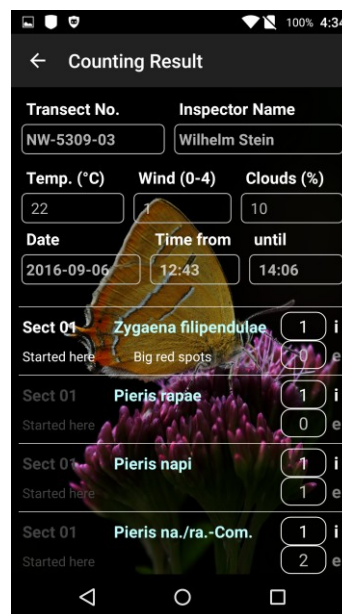 100% 4:34
Counting Result
Transect No. Inspector Name
NW-5309-03 Wilhelm Stein
Temp. (°C) Wind (0-4) Clouds (%)
22 1 10
Date Time from until
2016-09-06 12:43 14:06
Sect 01 Zygaena filipendulae 1 i
Started here Big red spots 0 e
Sect 01 Pieris rapae 1 i
Started here 0 e
Sect 01 Pieris napi 1 i
Started here 1 e
Sect 01 Pieris na./ra.-Com. 1 i
Started here 2 e